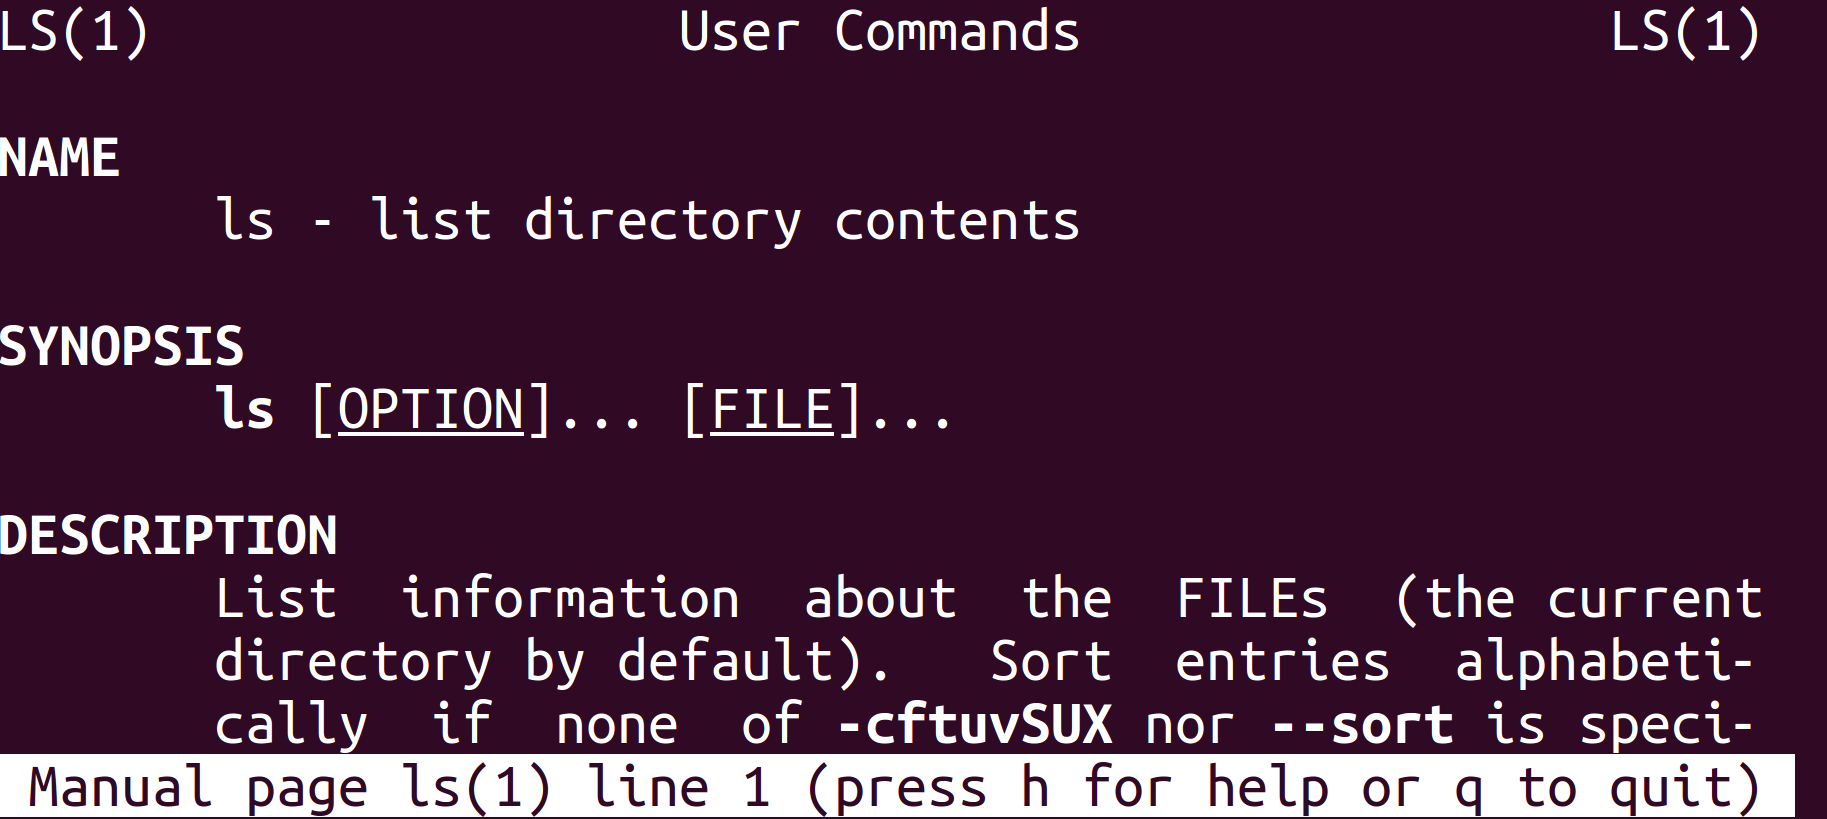 LS(1) User Commands LS(1)
NAME
ls - list directory contents
SYNOPSIS
ls [OPTION]... [FILE]...
DESCRIPTION
List information about the FILEs (the current
directory by default). Sort entries alphabeti-
cally if none of -cftuvSUX nor --sort is speci-
Manual page ls(1) line 1 (press h for help or q to quit)